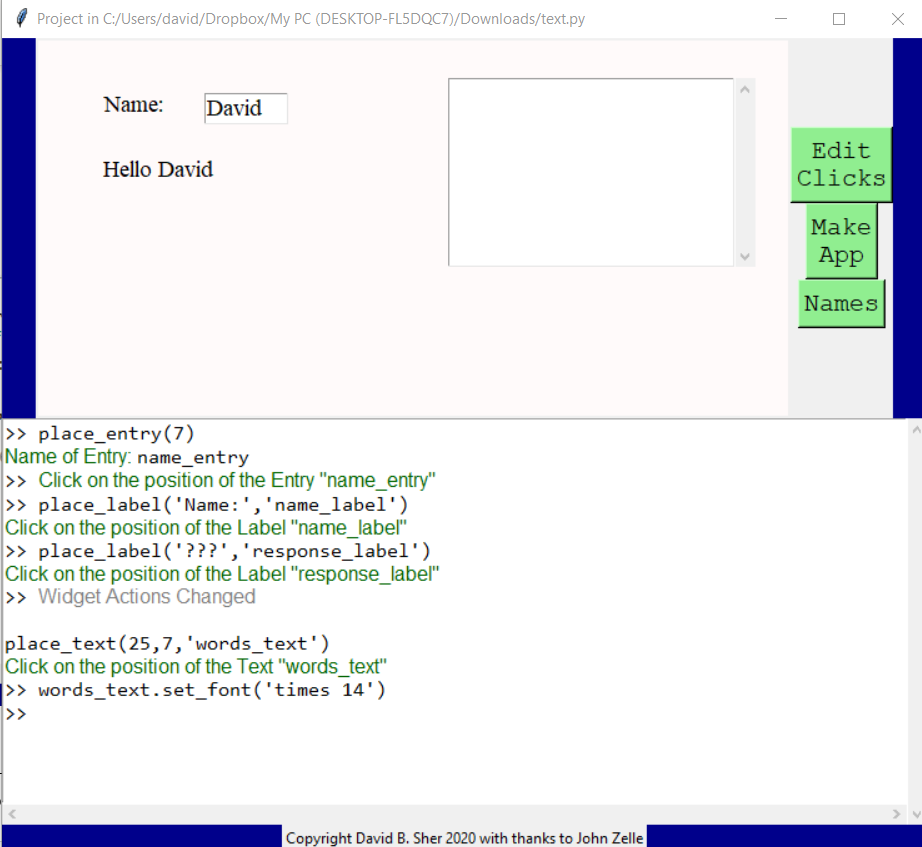 Project in C:/Users/david/Dropbox/My PC (DESKTOP-FL5DQC7)/Downloads/text.py
Name: David
Hello David
Edit
Clicks
Make
App
Names
>> place_entry(7)
Name of Entry: name_entry
>> Click on the position of the Entry "name_entry"
>> place_label('Name:','name_label')
Click on the position of the Label "name_label"
>> place_label('???','response_label')
Click on the position of the Label "response_label"
>> Widget Actions Changed
place_text(25,7,'words_text')
Click on the position of the Text "words_text"
>> words_text.set_font('times 14')
>>
Copyright David B. Sher 2020 with thanks to John Zelle